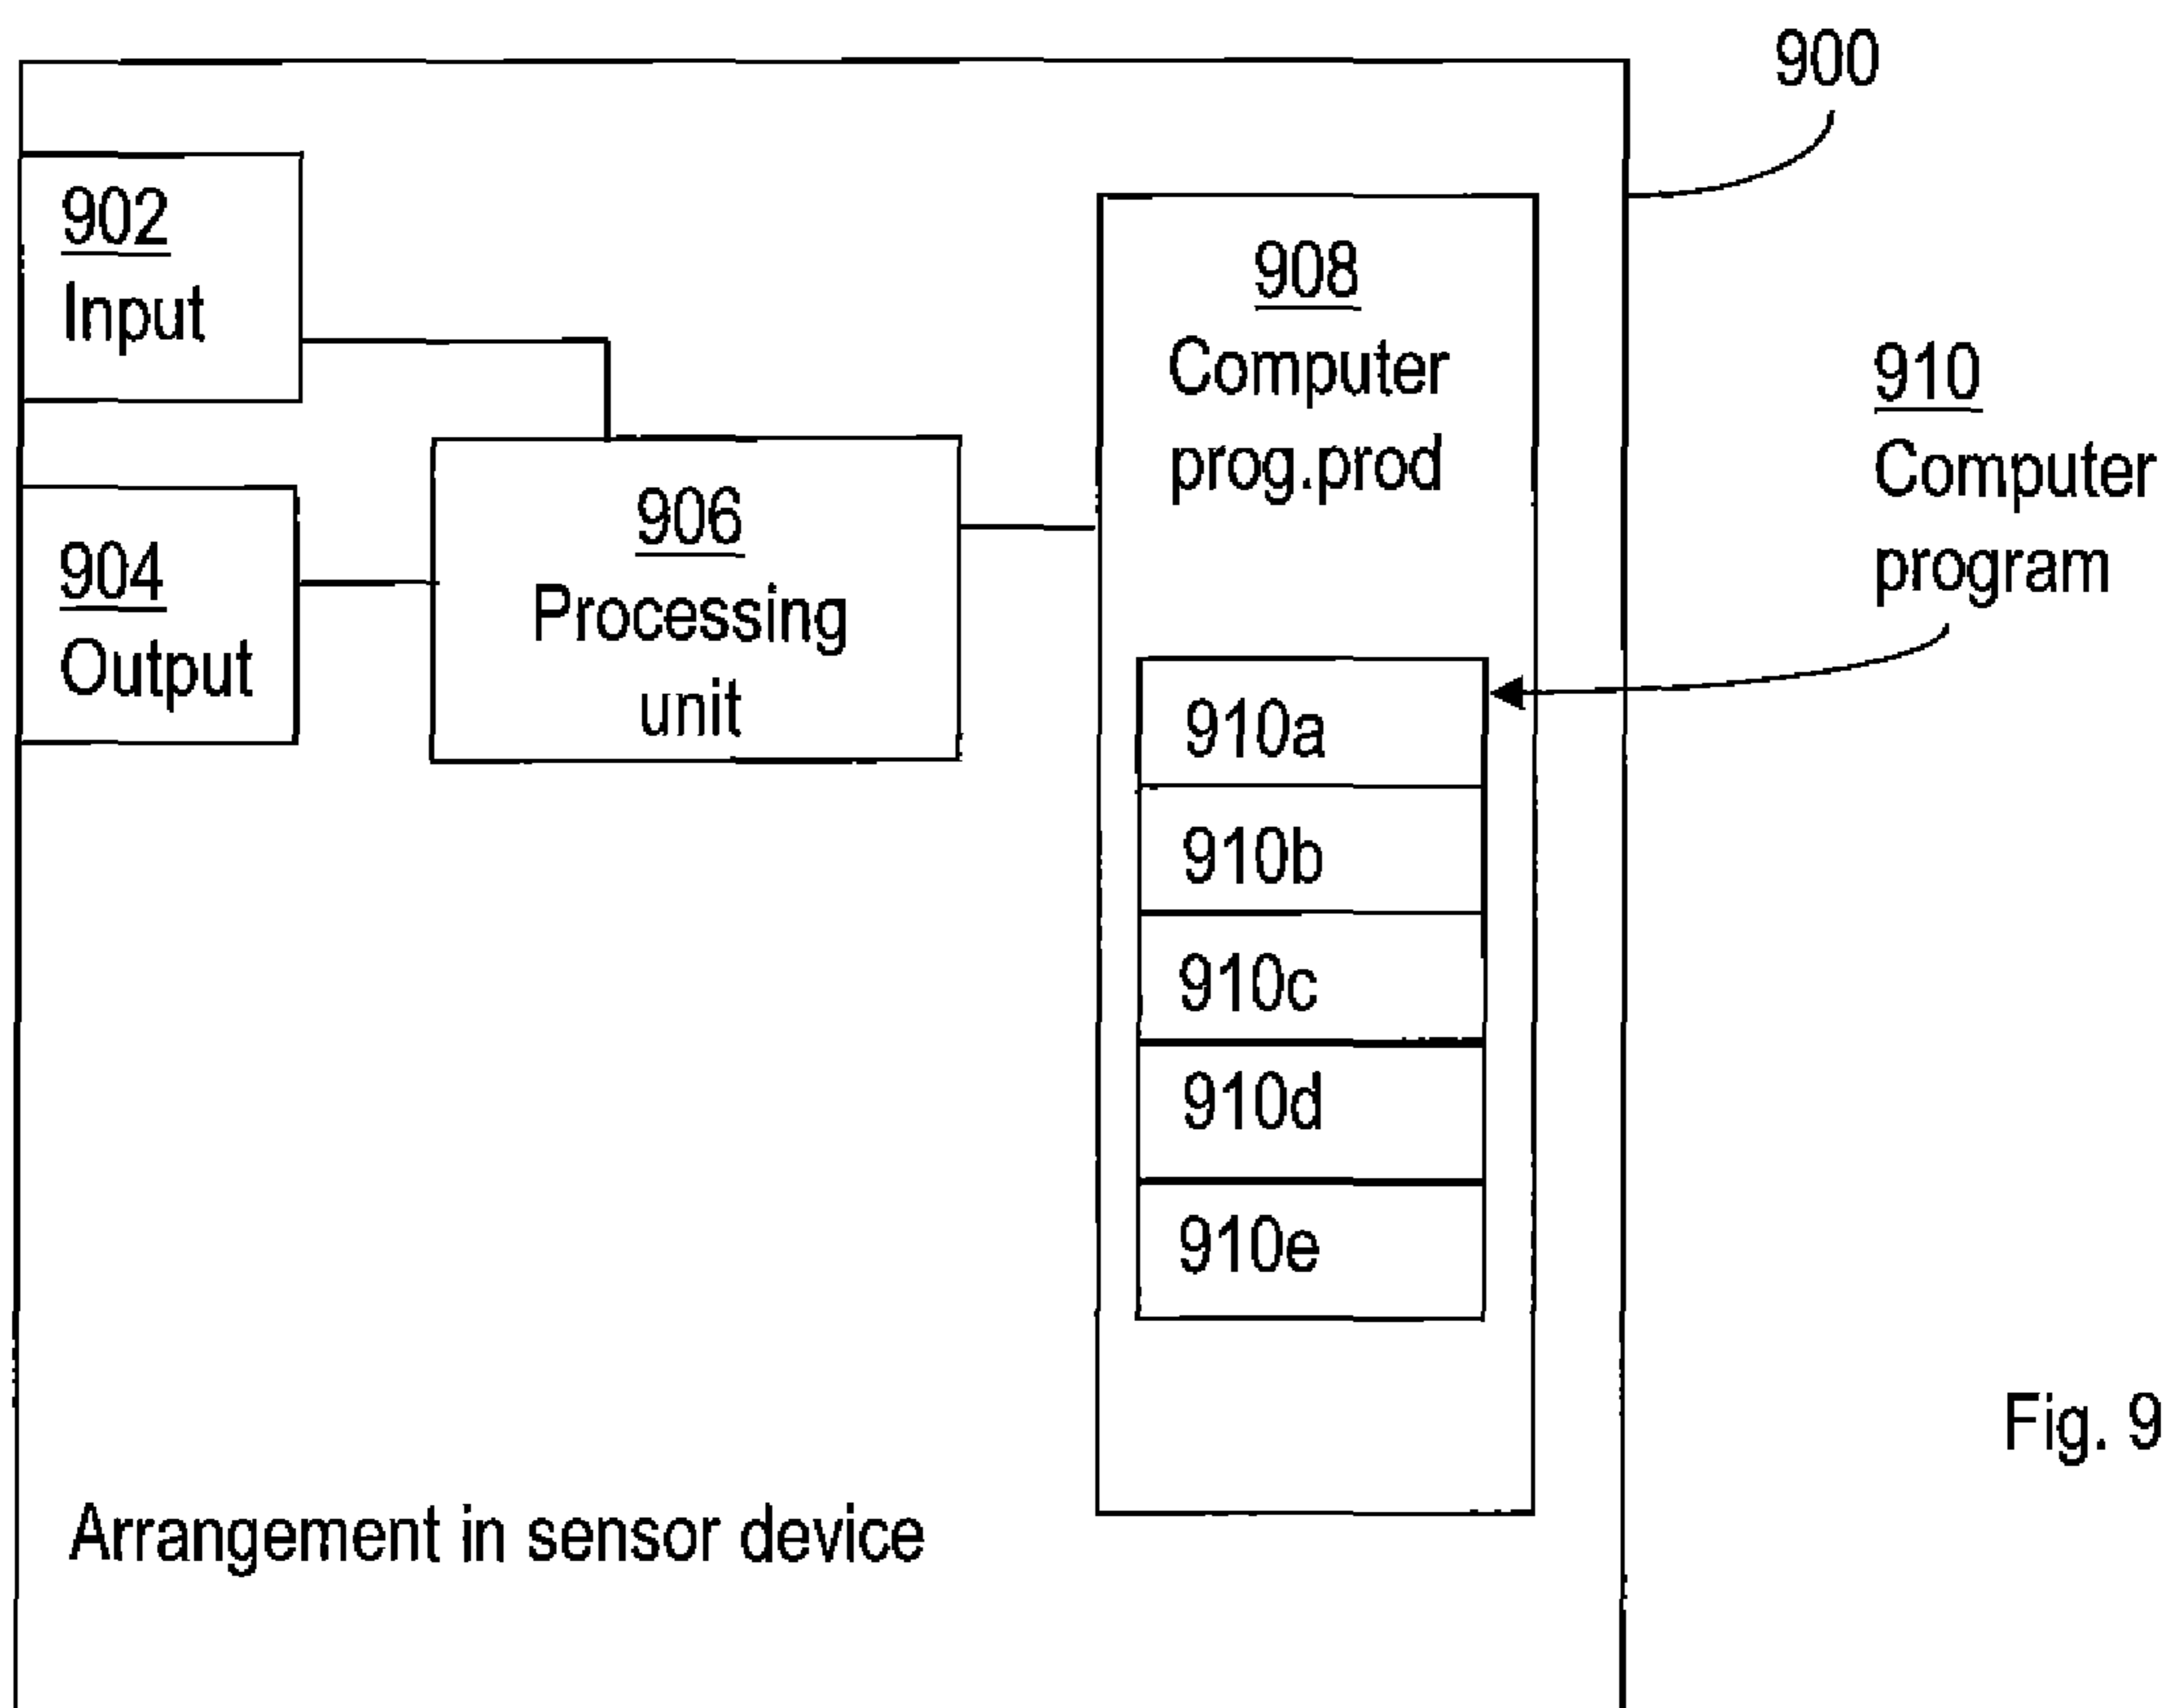 900
902
Input
904
Output
906
Processing
unit
908
Computer
prog.prod
910
Computer
program
910a
910b
910c
910d
910e
Arrangement in sensor device
Fig. 9